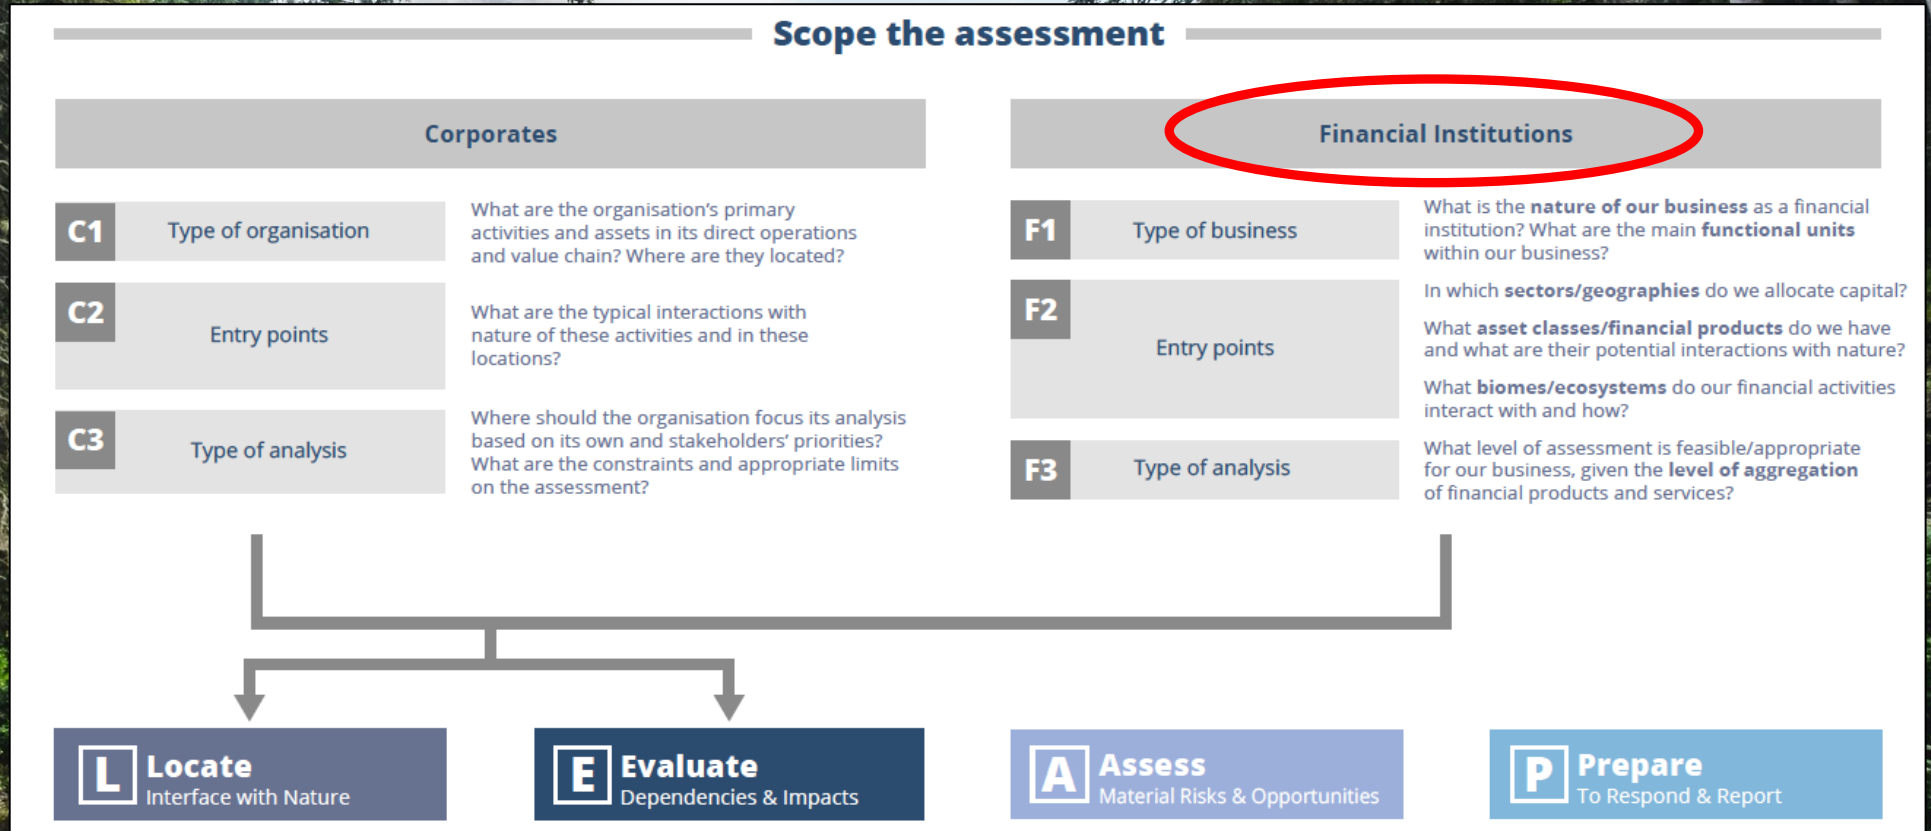 Scope the assessment
Corporates
C1
Type of organisation
What are the organisation's primary
activities and assets in its direct operations
and value chain? Where are they located?
C2
Entry points
What are the typical interactions with
nature of these activities and in these
locations?
C3
Type of analysis
Where should the organisation focus its analysis
based on its own and stakeholders' priorities?
What are the constraints and appropriate limits
on the assessment?
Financial Institutions
F1
Type of business
What is the nature of our business as a financial
institution? What are the main functional units
within our business?
F2
Entry points
In which sectors/geographies do we allocate capital?
What asset classes/financial products do we have
and what are their potential interactions with nature?
What biomes/ecosystems do our financial activities
interact with and how?
F3
Type of analysis
What level of assessment is feasible/appropriate
for our business, given the level of aggregation
of financial products and services?
L
Locate
Interface with Nature
E
Evaluate
Dependencies & Impacts
A
Assess
Material Risks & Opportunities
P
Prepare
To Respond & Report